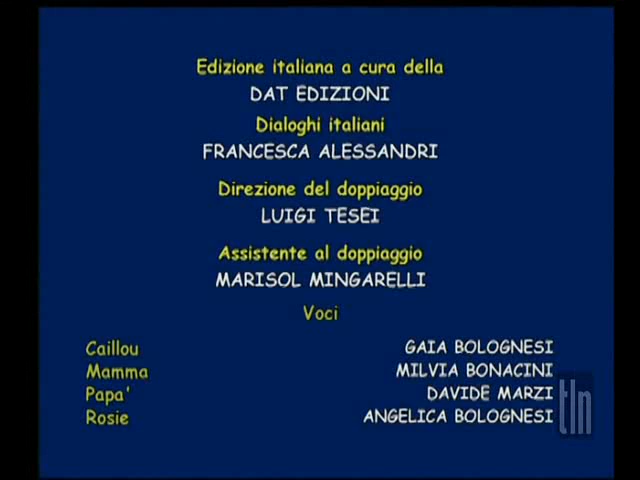 Edizione italiana a cura della
DAT EDIZIONI
Dialoghi italiani
FRANCESCA ALESSANDRI
Direzione del doppiaggio
LUIGI TESEI
Assistente al doppiaggio
MARISOL MINGARELLI
Voci
Caillou GAIA BOLOGNESI
Mamma MILVIA BONACINI
Papa' DAVIDE MARZI
Rosie ANGELICA BOLOGNESI
tln